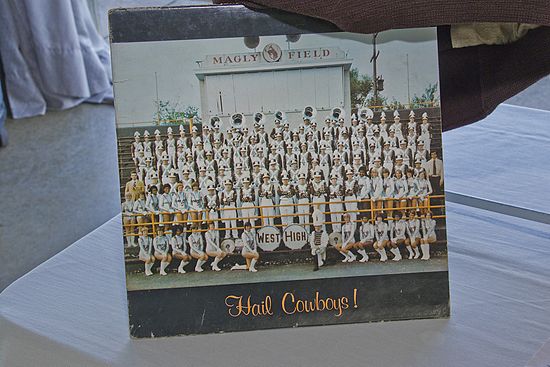 MAGLY FIELD
WEST HIGH
Hail Cowboys!